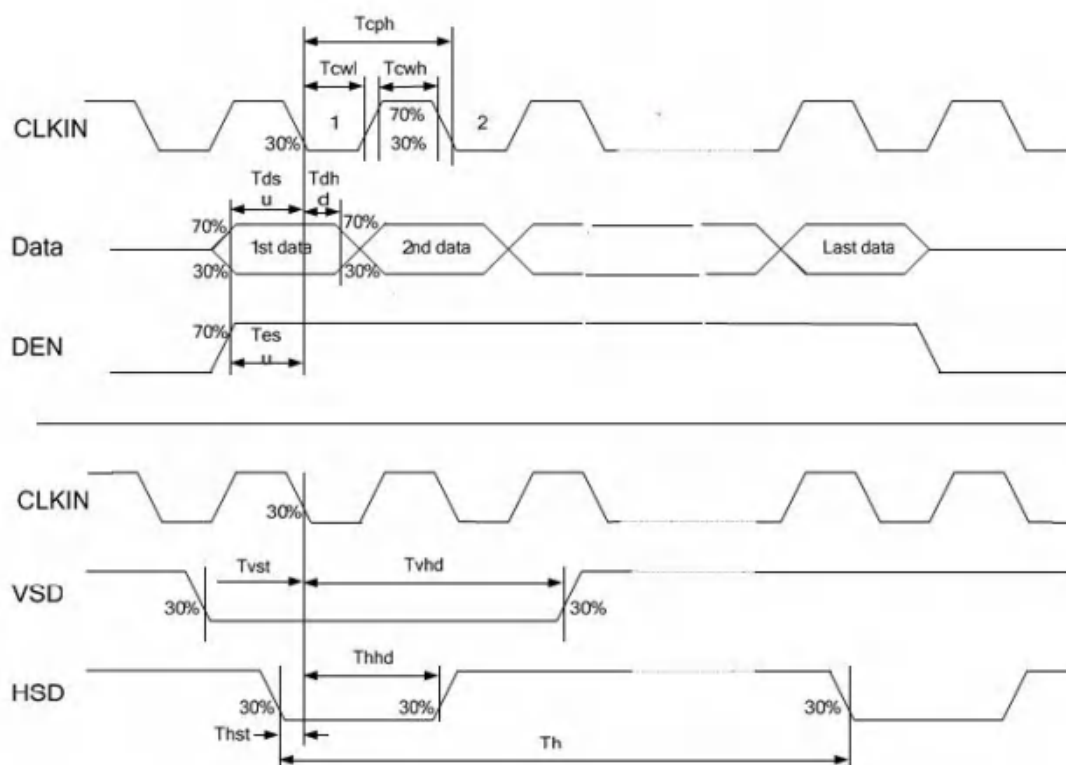 Tcph
Tcwl Tcwh
CLKIN 30% 1 70% 30% 2
Tds u Tdh d
Data 70% 30% 1st data 70% 30% 2nd data Last data
DEN 70% Tes u
CLKIN 30%
Tvst Tvhd
VSD 30% 30%
Thhd
HSD 30% 30% 30%
Thst Th